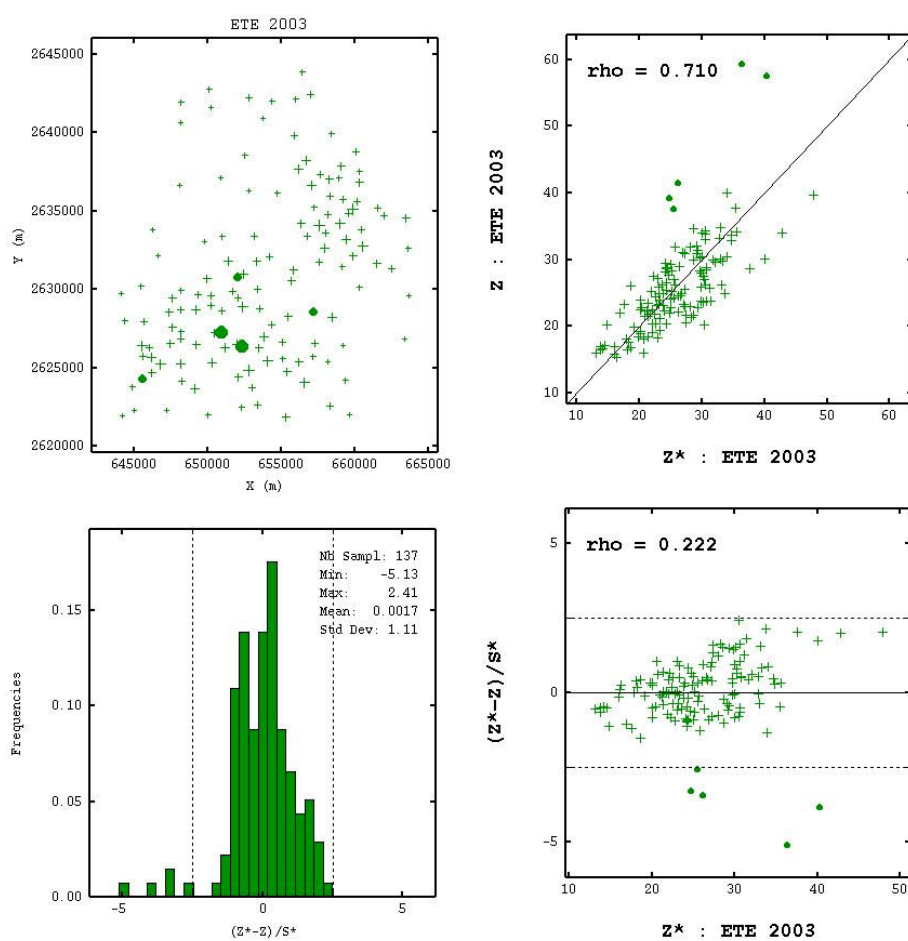 ETE 2003
2645000
2640000
2635000
2630000
2625000
2620000
Y (m)
645000 650000 655000 660000 665000
X (m)
rho = 0.710
60
50
40
30
20
10
Z : ETE 2003
10 20 30 40 50 60
Z* : ETE 2003
Nb Sampl: 137
Min: -5.13
Max: 2.41
Mean: 0.0017
Std Dev: 1.11
0.15
0.10
0.05
0.00
Frequencies
-5 0 5
(Z*-Z)/S*
rho = 0.222
5
0
-5
(Z*-Z)/S*
10 20 30 40 50
Z* : ETE 2003